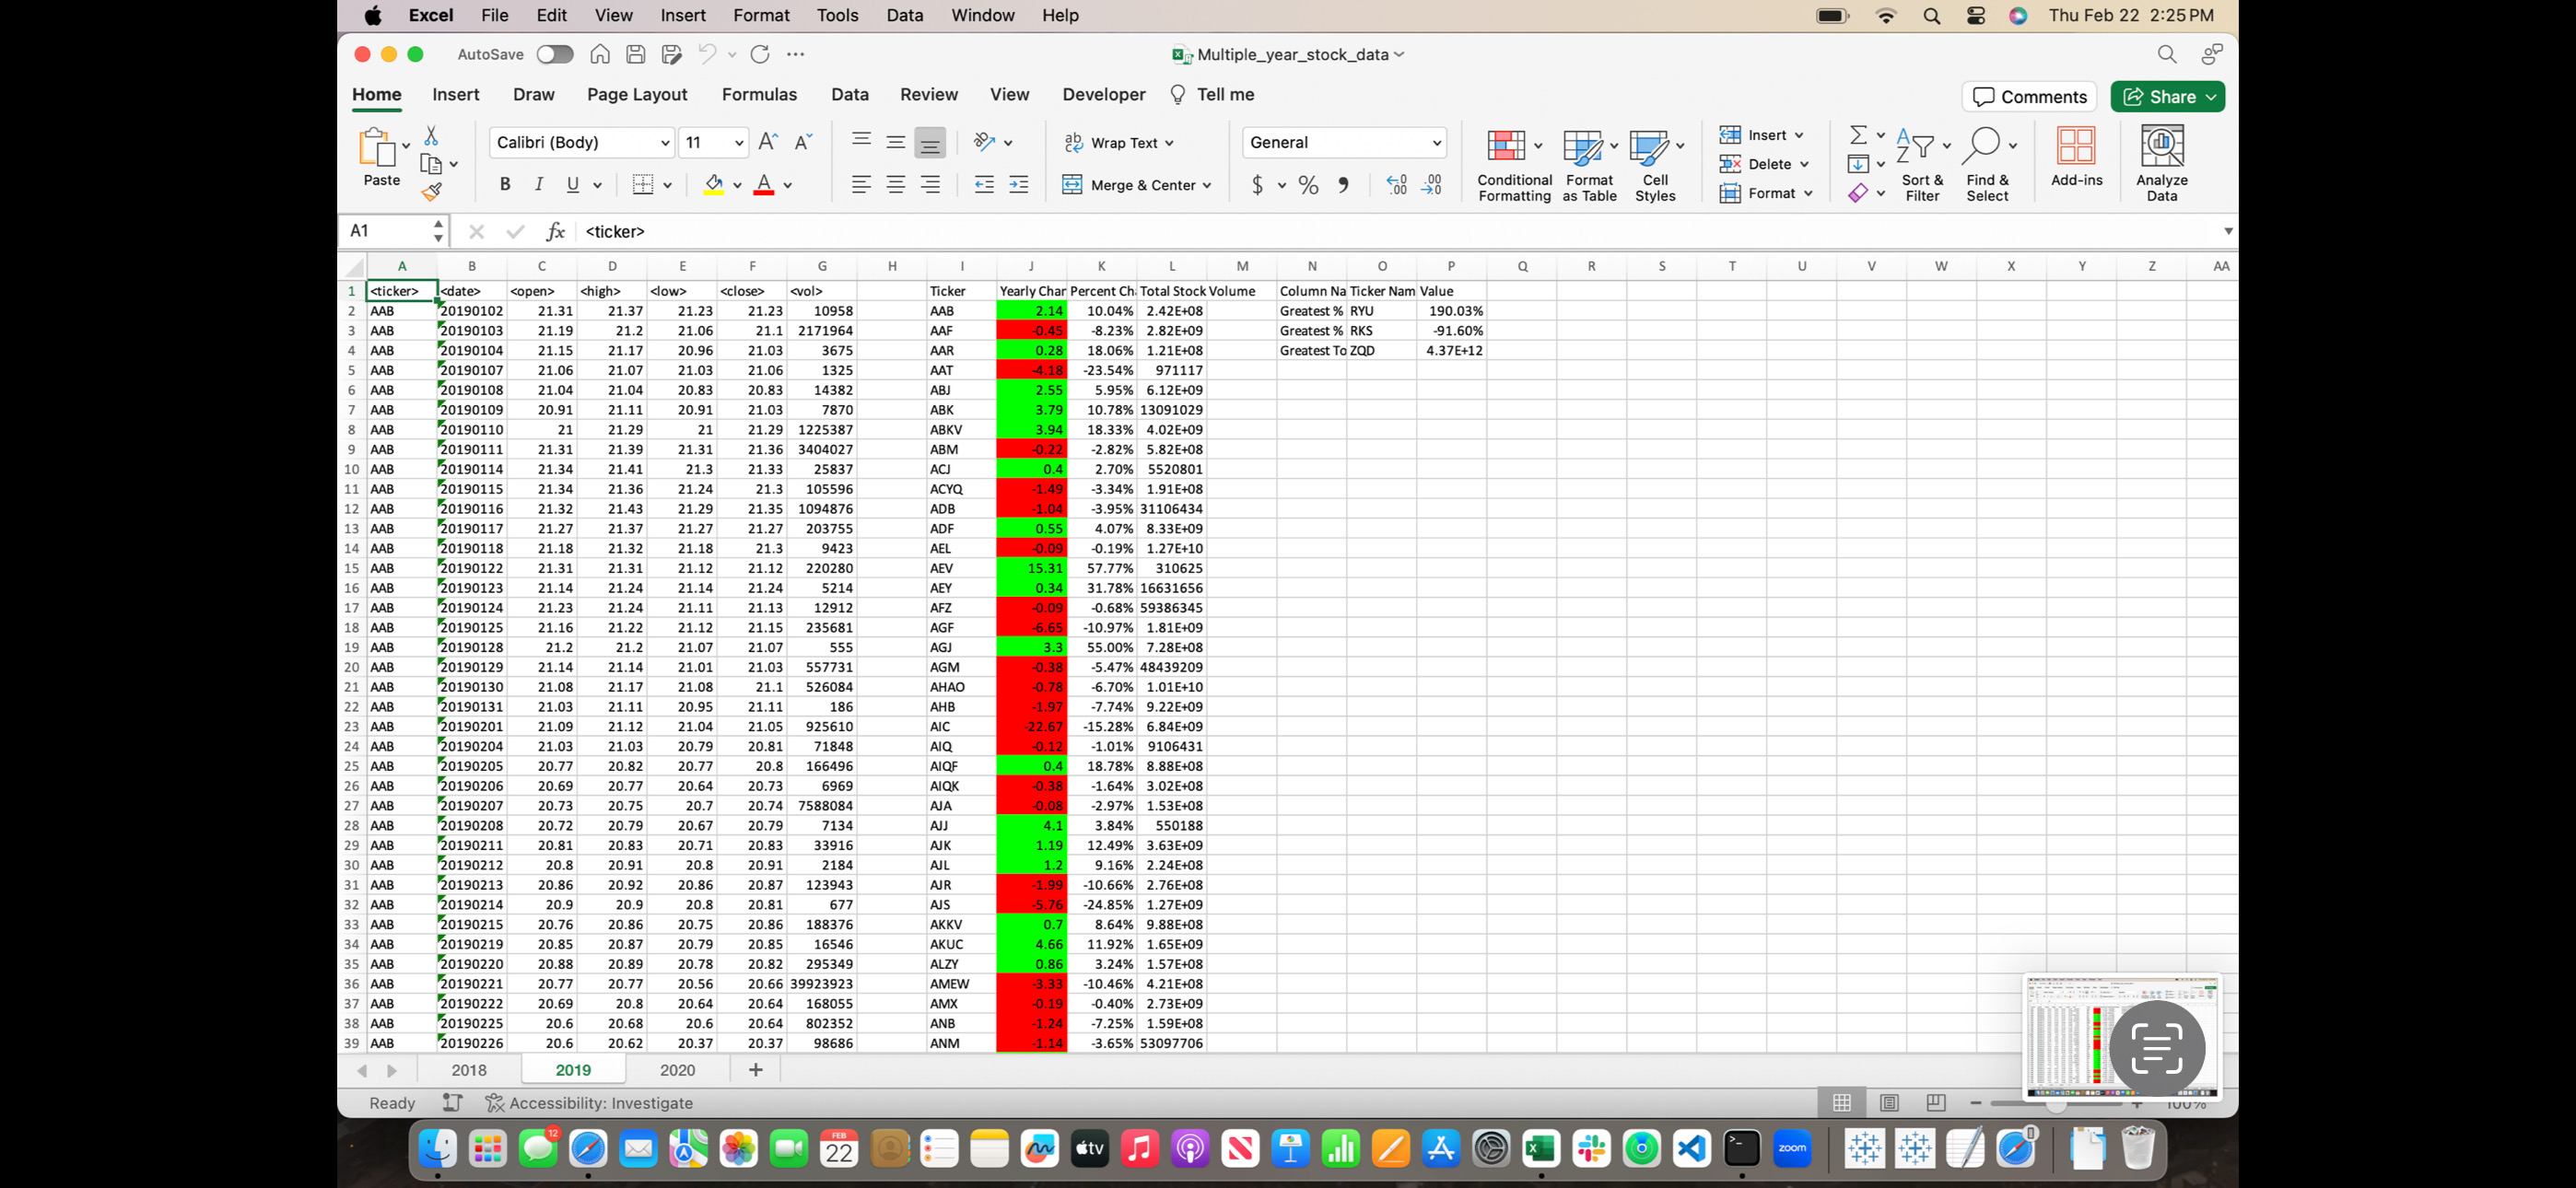 Excel File Edit View Insert Format Tools Data Window Help Thu Feb 22 2:25 PM
AutoSave Multiple_year_stock_data
Home Insert Draw Page Layout Formulas Data Review View Developer Tell me Comments Share
Calibri (Body) 11 A A ab Wrap Text General Insert Σ A Z
Paste B I U A Merge & Center $ % Conditional Formatting Format as Table Cell Styles Delete Format Sort & Filter Find & Select Add-ins Analyze Data
A1 fx <ticker>
A B C D E F G H I J K L M N O P Q R S T U V W X Y Z AA
1 <ticker> <date> <open> <high> <low> <close> <vol> Ticker Yearly Char Percent Ch Total Stock Volume Column Na Ticker Nam Value
2 AAB 20190102 21.31 21.37 21.23 21.23 10958 AAB 2.14 10.04% 2.42E+08 Greatest % RYU 190.03%
3 AAB 20190103 21.19 21.2 21.06 21.1 2171964 AAF -0.45 -8.23% 2.82E+09 Greatest % RKS -91.60%
4 AAB 20190104 21.15 21.17 20.96 21.03 3675 AAR 0.28 18.06% 1.21E+08 Greatest To ZQD 4.37E+12
5 AAB 20190107 21.06 21.07 21.03 21.06 1325 AAT -4.18 -23.54% 971117
6 AAB 20190108 21.04 21.04 20.83 20.83 14382 ABJ 2.55 5.95% 6.12E+09
7 AAB 20190109 20.91 21.11 20.91 21.03 7870 ABK 3.79 10.78% 13091029
8 AAB 20190110 21 21.29 21 21.29 1225387 ABKV 3.94 18.33% 4.02E+09
9 AAB 20190111 21.31 21.39 21.31 21.36 3404027 ABM -0.22 -2.82% 5.82E+08
10 AAB 20190114 21.34 21.41 21.3 21.33 25837 ACJ 0.4 2.70% 5520801
11 AAB 20190115 21.34 21.36 21.24 21.3 105596 ACYQ -1.49 -3.34% 1.91E+08
12 AAB 20190116 21.32 21.43 21.29 21.35 1094876 ADB -1.04 -3.95% 31106434
13 AAB 20190117 21.27 21.37 21.27 21.27 203755 ADF 0.55 4.07% 8.33E+09
14 AAB 20190118 21.18 21.32 21.18 21.3 9423 AEL -0.09 -0.19% 1.27E+10
15 AAB 20190122 21.31 21.31 21.12 21.12 220280 AEV 15.31 57.77% 310625
16 AAB 20190123 21.14 21.24 21.14 21.24 5214 AEY 0.34 31.78% 16631656
17 AAB 20190124 21.23 21.24 21.11 21.13 12912 AFZ -0.09 -0.68% 59386345
18 AAB 20190125 21.16 21.22 21.12 21.15 235681 AGF -6.65 -10.97% 1.81E+09
19 AAB 20190128 21.2 21.2 21.07 21.07 555 AGJ 3.3 55.00% 7.28E+08
20 AAB 20190129 21.14 21.14 21.01 21.03 557731 AGM -0.38 -5.47% 48439209
21 AAB 20190130 21.08 21.17 21.08 21.1 526084 AHAO -0.78 -6.70% 1.01E+10
22 AAB 20190131 21.03 21.11 20.95 21.11 186 AHB -1.97 -7.74% 9.22E+09
23 AAB 20190201 21.09 21.12 21.04 21.05 925610 AIC -22.67 -15.28% 6.84E+09
24 AAB 20190204 21.03 21.03 20.79 20.81 71848 AIQ -0.12 -1.01% 9106431
25 AAB 20190205 20.77 20.82 20.77 20.8 166496 AIQF 0.4 18.78% 8.88E+08
26 AAB 20190206 20.69 20.77 20.64 20.73 6969 AIQK -0.38 -1.64% 3.02E+08
27 AAB 20190207 20.73 20.75 20.7 20.74 7588084 AJA -0.08 -2.97% 1.53E+08
28 AAB 20190208 20.72 20.79 20.67 20.79 7134 AJJ 4.1 3.84% 550188
29 AAB 20190211 20.81 20.83 20.71 20.83 33916 AJK 1.19 12.49% 3.63E+09
30 AAB 20190212 20.8 20.91 20.8 20.91 2184 AJL 1.2 9.16% 2.24E+08
31 AAB 20190213 20.86 20.92 20.86 20.87 123943 AJR -1.99 -10.66% 2.76E+08
32 AAB 20190214 20.9 20.9 20.8 20.81 677 AJS -5.76 -24.85% 1.27E+09
33 AAB 20190215 20.76 20.86 20.75 20.86 188376 AKKV 0.7 8.64% 9.88E+08
34 AAB 20190219 20.85 20.87 20.79 20.85 16546 AKUC 4.66 11.92% 1.65E+09
35 AAB 20190220 20.88 20.89 20.78 20.82 295349 ALZY 0.86 3.24% 1.57E+08
36 AAB 20190221 20.77 20.77 20.56 20.66 39923923 AMEW -3.33 -10.46% 4.21E+08
37 AAB 20190222 20.69 20.8 20.64 20.64 168055 AMX -0.19 -0.40% 2.73E+09
38 AAB 20190225 20.6 20.68 20.6 20.64 802352 ANB -1.24 -7.25% 1.59E+08
39 AAB 20190226 20.6 20.62 20.37 20.37 98686 ANM -1.14 -3.65% 53097706
2018 2019 2020 +
Ready Accessibility: Investigate 100%
12 FEB 22 tv zoom